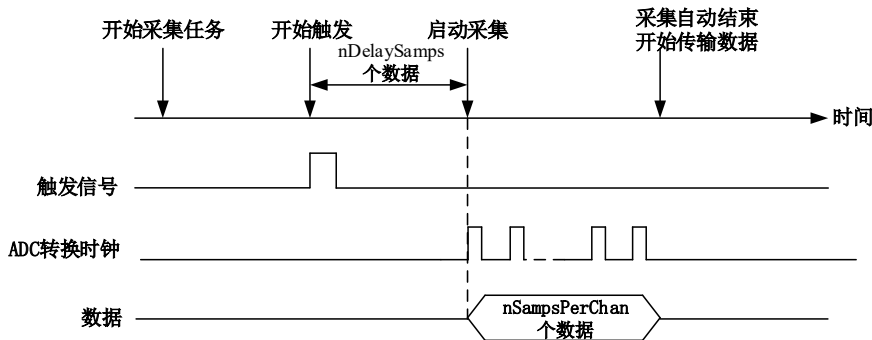 开始采集任务
开始触发
启动采集
采集自动结束
开始传输数据
nDelaySamps
个数据
时间
触发信号
ADC转换时钟
数据
nSampsPerChan
个数据